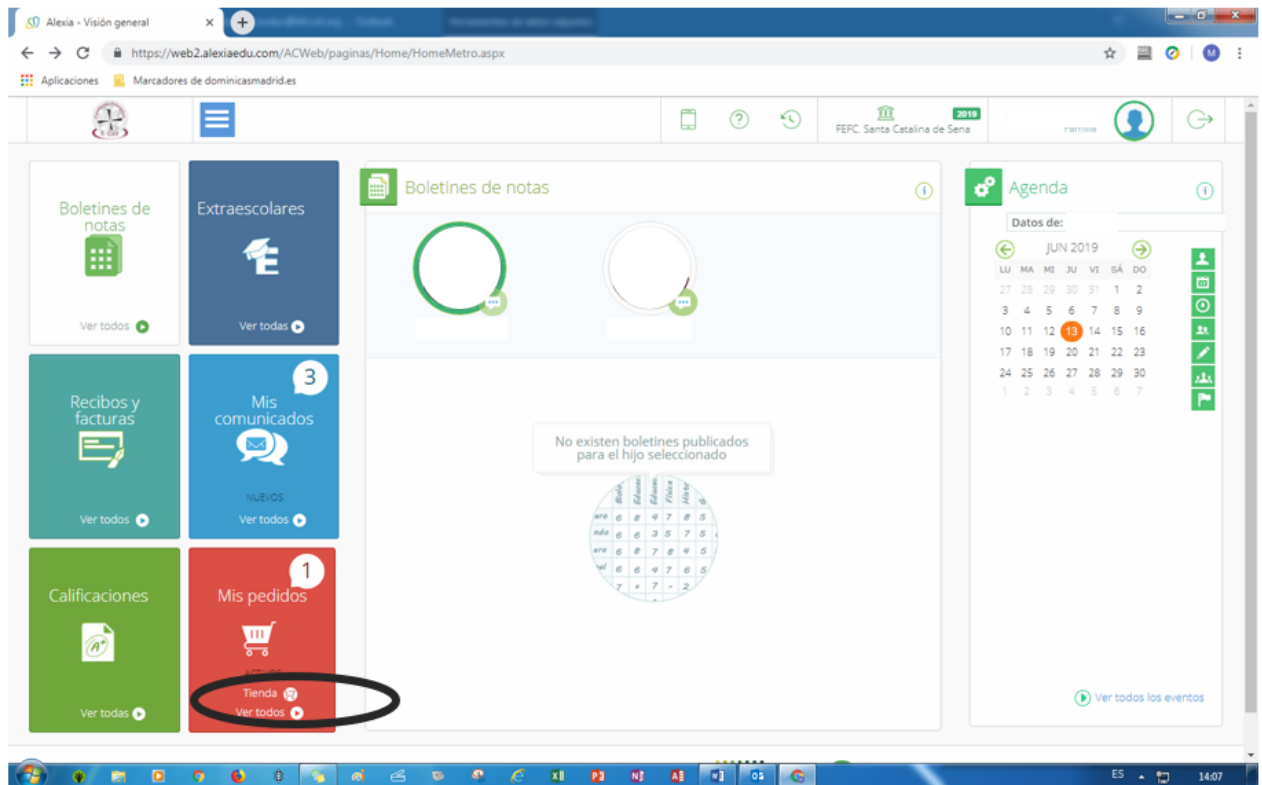 Alexia - Visión general
https://web2.alexiaedu.com/ACWeb/paginas/Home/HomeMetro.aspx
M
Aplicaciones
Marcadores de dominicasmadrid.es
FEFC. Santa Catalina de Sena
2019
Boletines de
notas
Ver todos
Extraescolares
Ver todas
Recibos y
facturas
Ver todos
3
Mis
comunicados
NUEVOS
Ver todos
Calificaciones
A+
Ver todas
1
Mis pedidos
ACTIVOS
Tienda
Ver todos
Boletines de notas
No existen boletines publicados
para el hijo seleccionado
Agenda
Datos de:
JUN 2019
LU MA MI JU VI SÁ DO
27 28 29 30 31 1 2
3 4 5 6 7 8 9
10 11 12 13 14 15 16
17 18 19 20 21 22 23
24 25 26 27 28 29 30
1 2 3 4 5 6 7
Ver todos los eventos
ES
14:07